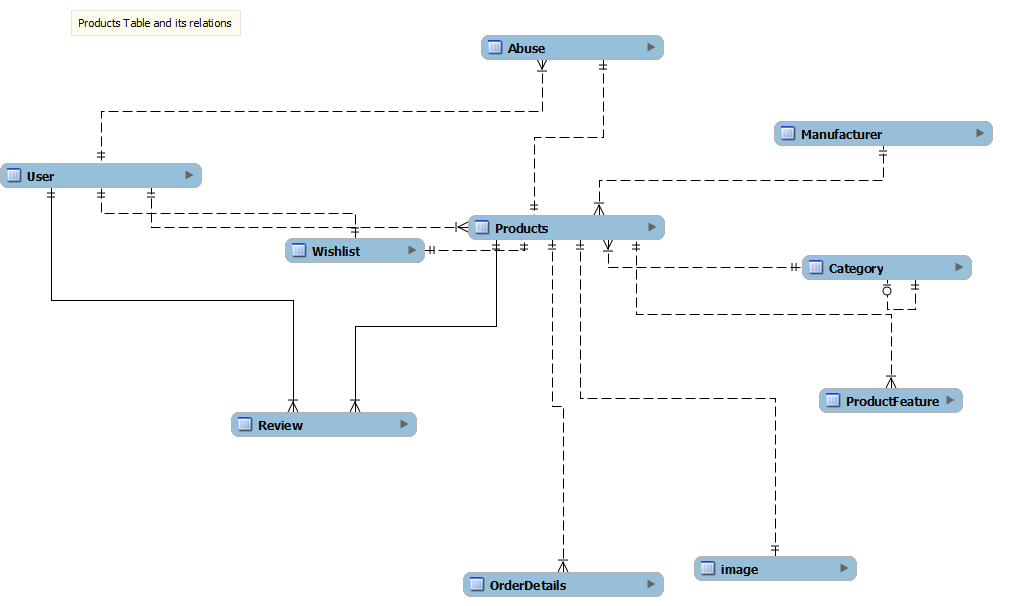 Products Table and its relations
Abuse
Manufacturer
User
Products
Wishlist
Category
ProductFeature
Review
image
OrderDetails